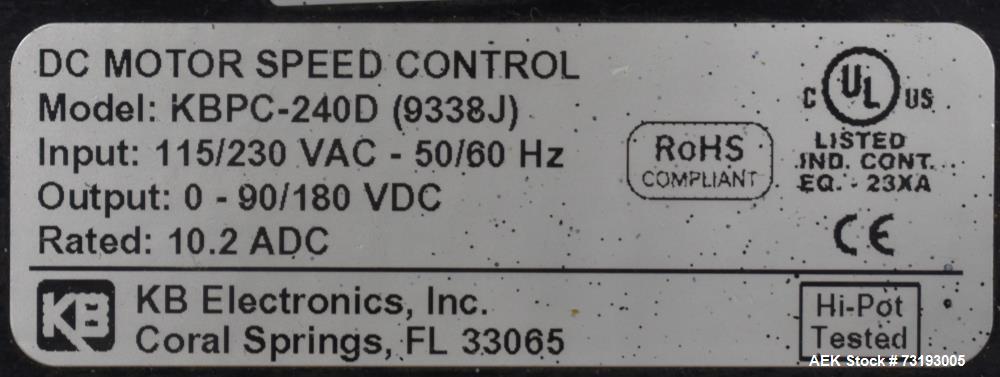 DC MOTOR SPEED CONTROL
Model: KBPC-240D (9338J)
Input: 115/230 VAC - 50/60 Hz
Output: 0 - 90/180 VDC
Rated: 10.2 ADC
RoHS
COMPLIANT
C UL US
LISTED
IND. CONT.
EQ. - 23XA
CE
KB
KB Electronics, Inc.
Coral Springs, FL 33065
Hi-Pot
Tested
AEK Stock # 73193005